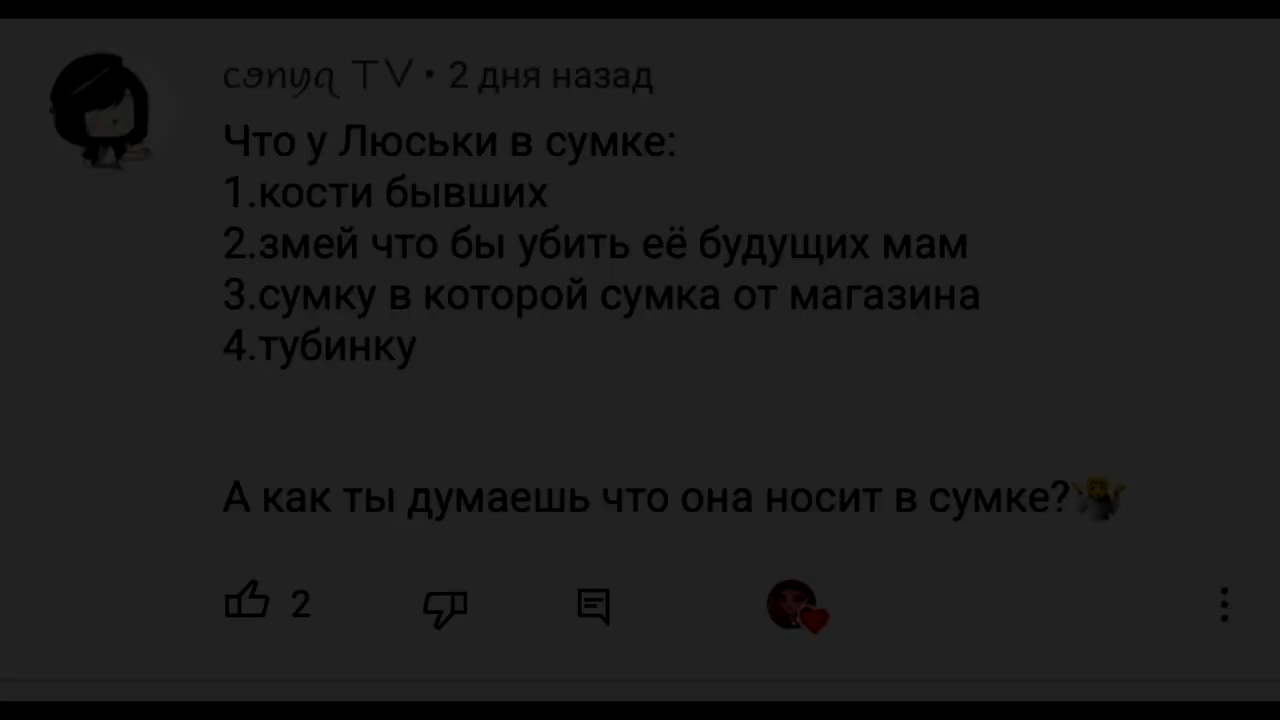 cɘnyɑ TV • 2 дня назад
Что у Люськи в сумке:
1.кости бывших
2.змей что бы убить её будущих мам
3.сумку в которой сумка от магазина
4.тубинку
А как ты думаешь что она носит в сумке?🤷‍♂️
2